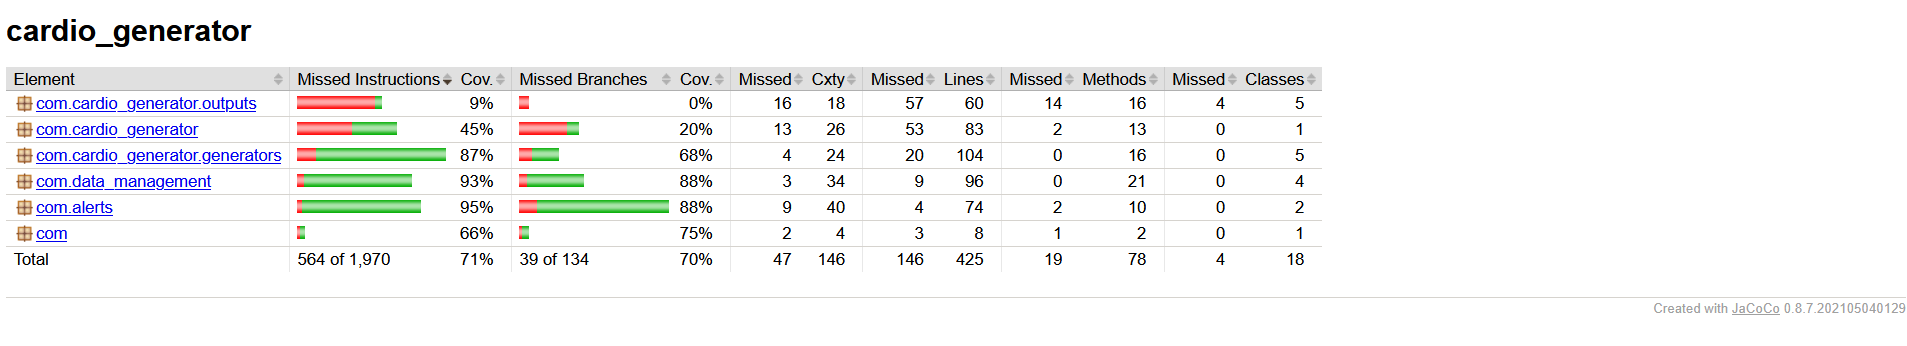 cardio_generator
Element Missed Instructions Cov. Missed Branches Cov. Missed Cxty Missed Lines Missed Methods Missed Classes
com.cardio_generator.outputs 9% 0% 16 18 57 60 14 16 4 5
com.cardio_generator 45% 20% 13 26 53 83 2 13 0 1
com.cardio_generator.generators 87% 68% 4 24 20 104 0 16 0 5
com.data_management 93% 88% 3 34 9 96 0 21 0 4
com.alerts 95% 88% 9 40 4 74 2 10 0 2
com 66% 75% 2 4 3 8 1 2 0 1
Total 564 of 1,970 71% 39 of 134 70% 47 146 146 425 19 78 4 18
Created with JaCoCo 0.8.7.202105040129